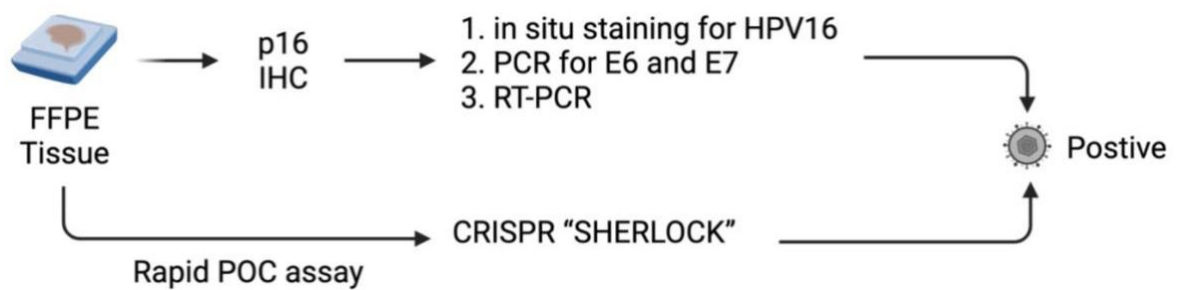 FFPE
Tissue
p16
IHC
1. in situ staining for HPV16
2. PCR for E6 and E7
3. RT-PCR
Postive
CRISPR “SHERLOCK”
Rapid POC assay